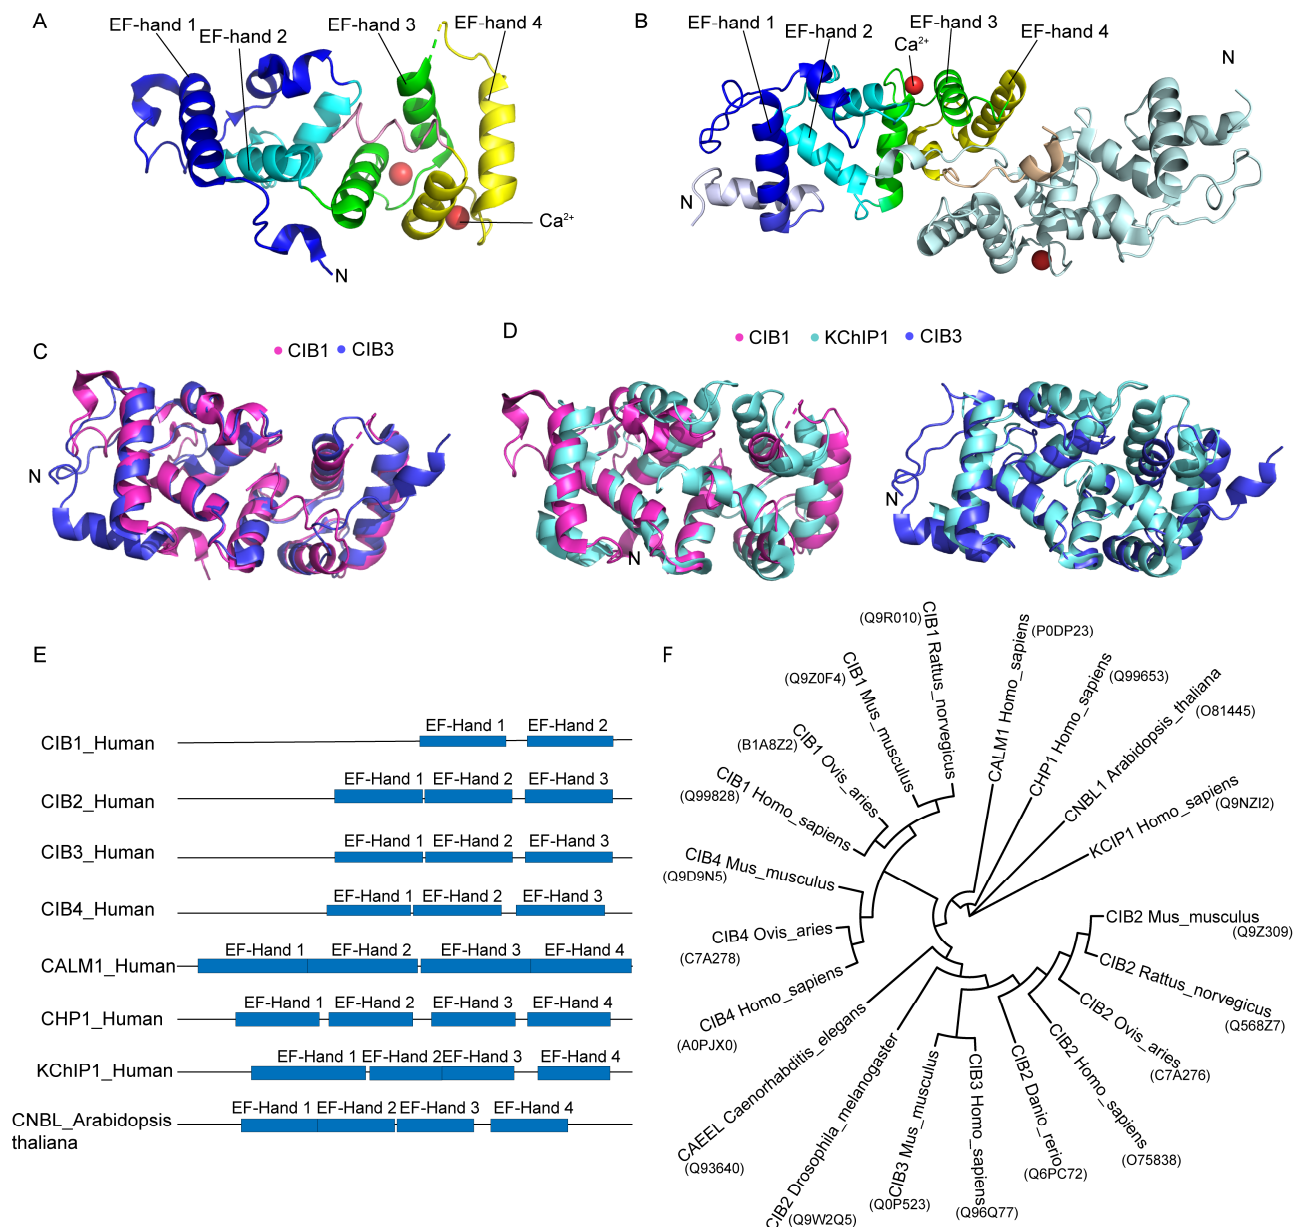 A
EF-hand 1
EF-hand 2
EF-hand 3
EF-hand 4
Ca2+
N
B
EF-hand 1
EF-hand 2
Ca2+
EF-hand 3
EF-hand 4
N
N
C
CIB1 CIB3
N
D
CIB1 KChIP1 CIB3
N
N
E
CIB1_Human
EF-Hand 1 EF-Hand 2
CIB2_Human
EF-Hand 1 EF-Hand 2 EF-Hand 3
CIB3_Human
EF-Hand 1 EF-Hand 2 EF-Hand 3
CIB4_Human
EF-Hand 1 EF-Hand 2 EF-Hand 3
CALM1_Human
EF-Hand 1 EF-Hand 2 EF-Hand 3 EF-Hand 4
CHP1_Human
EF-Hand 1 EF-Hand 2 EF-Hand 3 EF-Hand 4
KChIP1_Human
EF-Hand 1 EF-Hand 2 EF-Hand 3 EF-Hand 4
CNBL_Arabidopsis
thaliana
EF-Hand 1 EF-Hand 2 EF-Hand 3 EF-Hand 4
F
CIB1 Rattus_norvegicus
(Q9R010)
CALM1 Homo_sapiens
(P0DP23)
CHP1 Homo_sapiens
(Q99653)
CNBL1 Arabidopsis_thaliana
(O81445)
KCIP1 Homo_sapiens
(Q9NZI2)
CIB2 Mus_musculus
(Q9Z309)
CIB2 Rattus_norvegicus
(Q568Z7)
CIB2 Ovis_aries
(C7A276)
CIB2 Homo_sapiens
(O75838)
CIB2 Danio_rerio
(Q6PC72)
CIB3 Homo_sapiens
(Q96Q77)
CIB3 Mus_musculus
(Q0P523)
CIB2 Drosophila_melanogaster
(Q9W2Q5)
CAEEL Caenorhabditis_elegans
(Q93640)
CIB4 Homo_sapiens
(A0PJX0)
CIB4 Ovis_aries
(C7A278)
CIB4 Mus_musculus
(Q9D9N5)
CIB1 Homo_sapiens
(Q99828)
CIB1 Ovis_aries
(B1A8Z2)
CIB1 Mus_musculus
(Q9Z0F4)